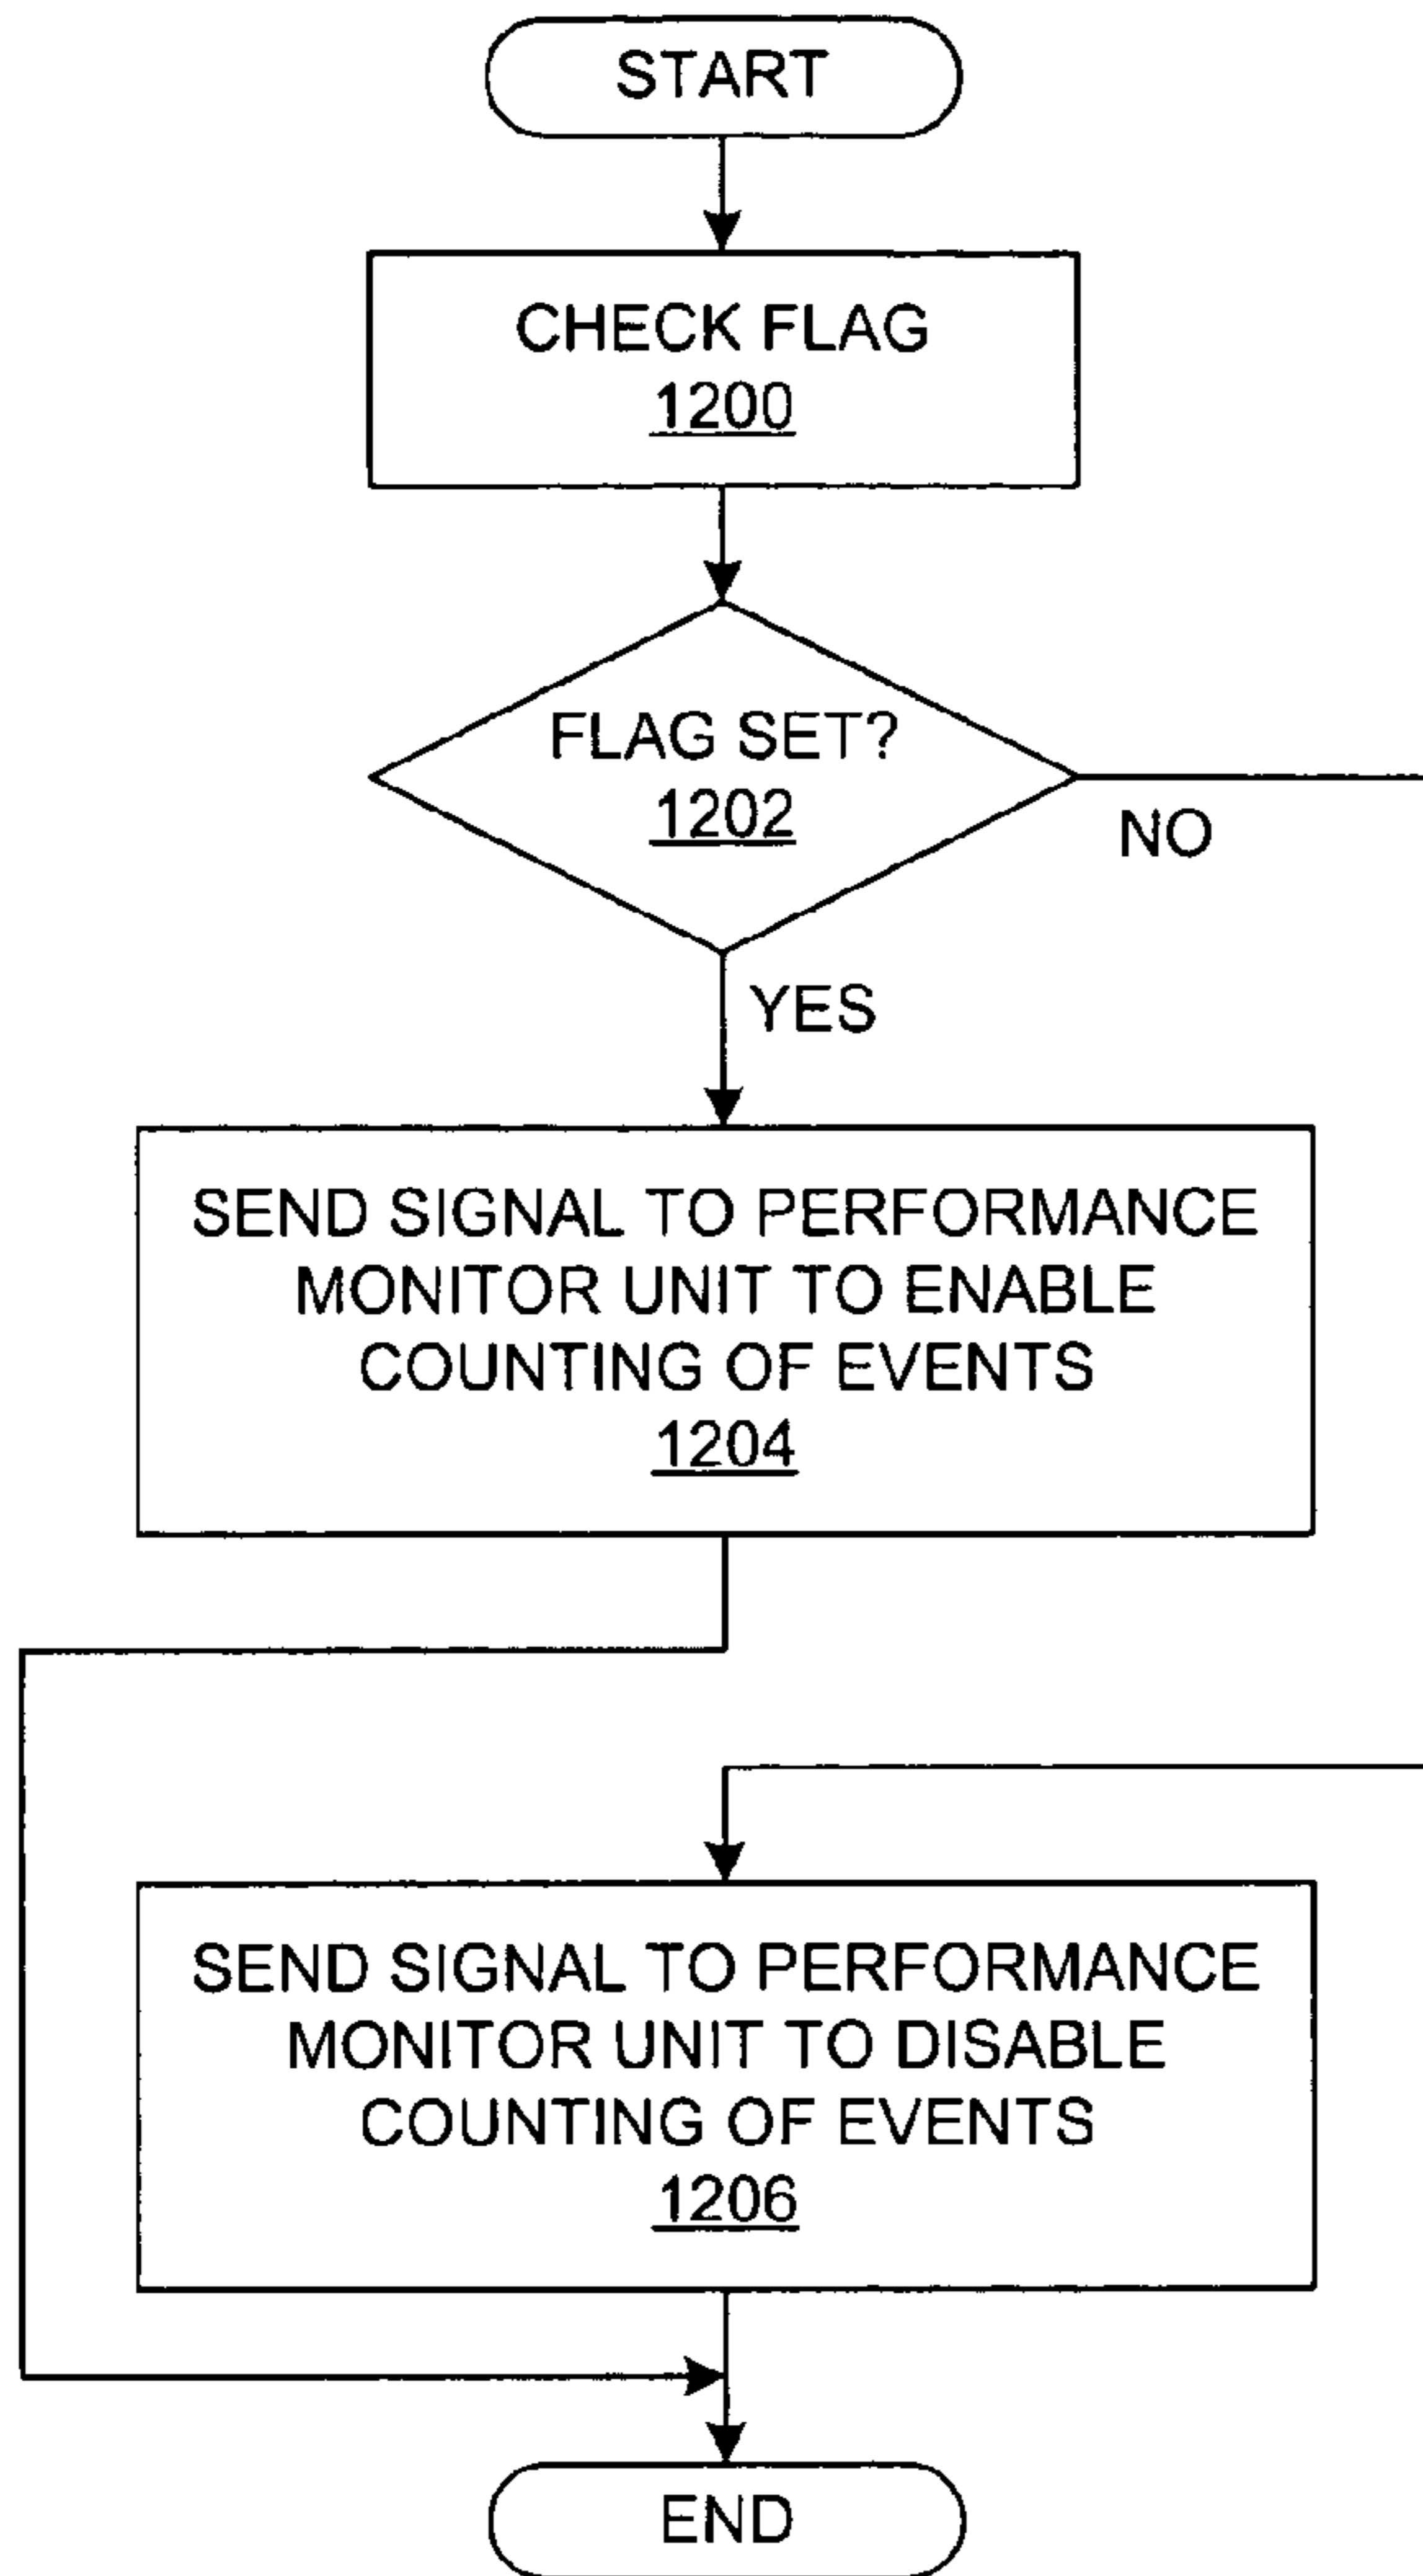 START
CHECK FLAG
1200
FLAG SET?
1202
NO
YES
SEND SIGNAL TO PERFORMANCE
MONITOR UNIT TO ENABLE
COUNTING OF EVENTS
1204
SEND SIGNAL TO PERFORMANCE
MONITOR UNIT TO DISABLE
COUNTING OF EVENTS
1206
END